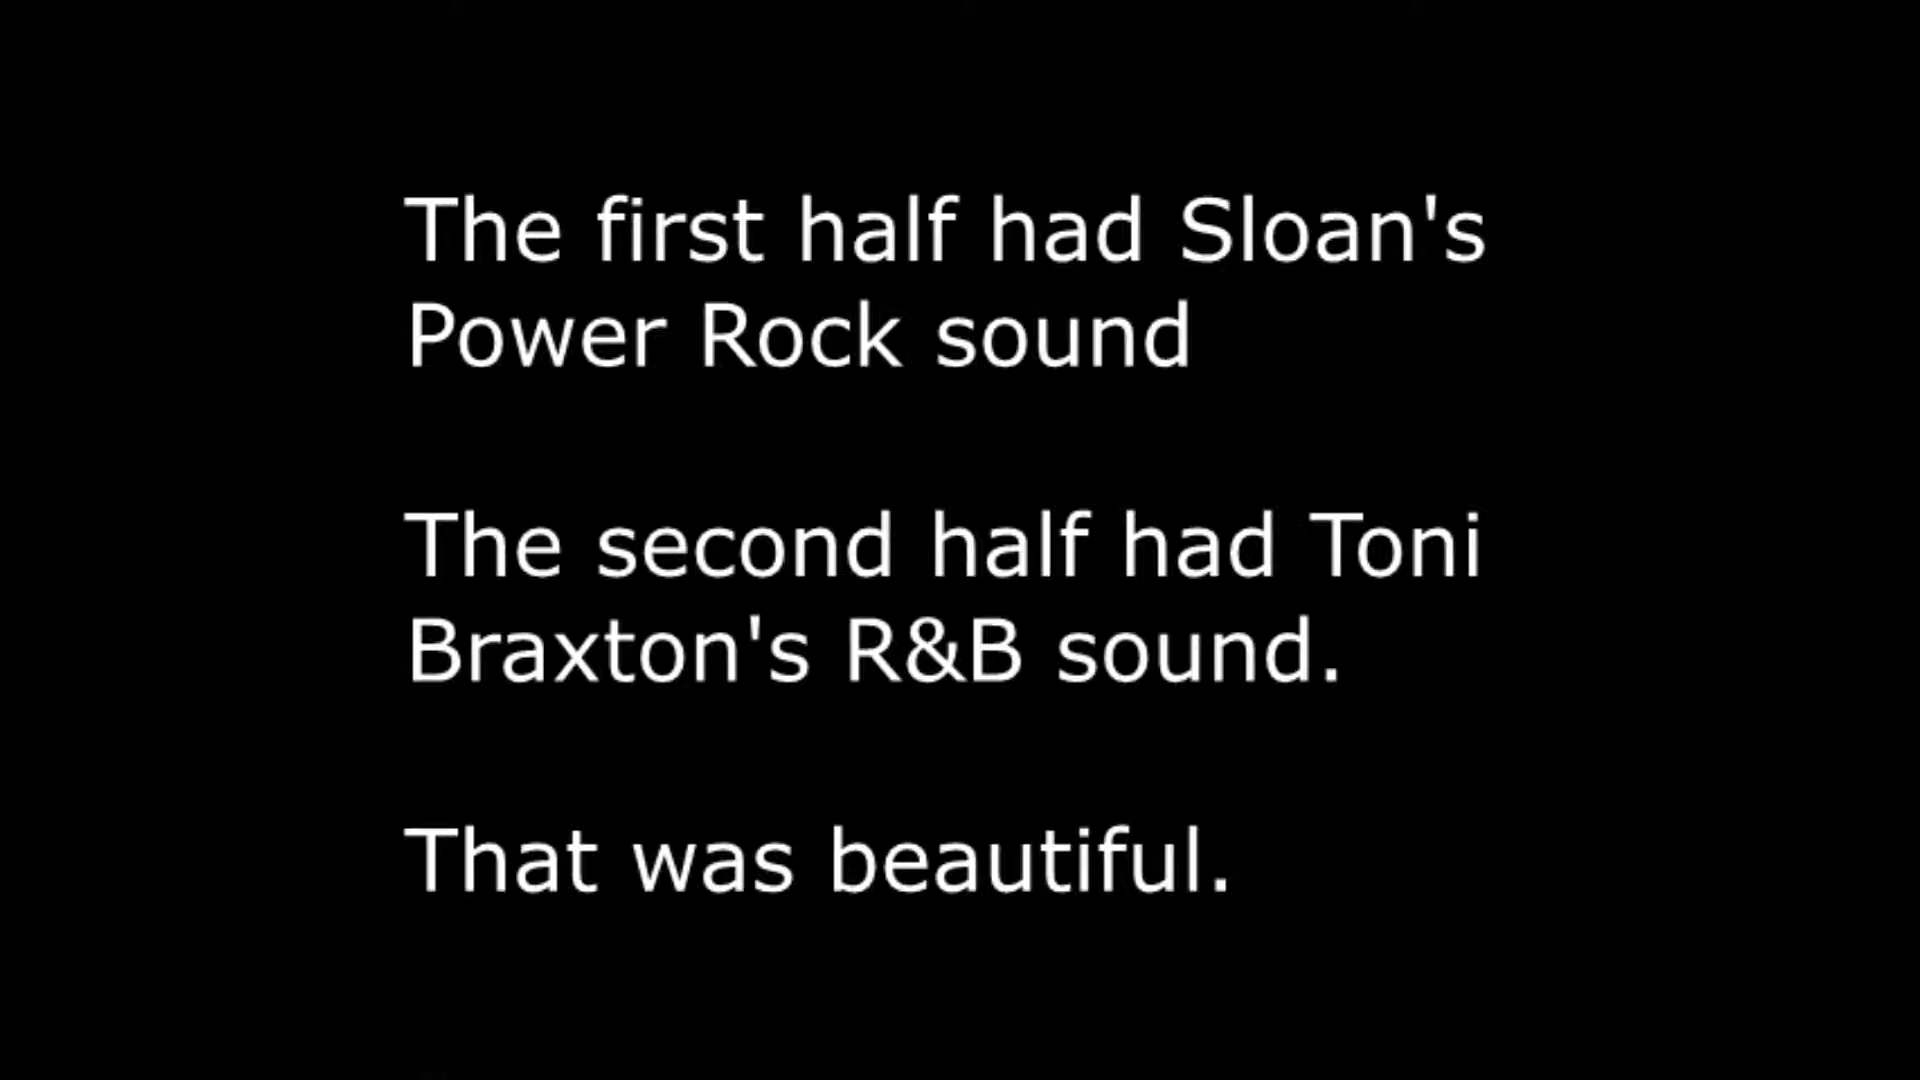 The first half had Sloan's
Power Rock sound
The second half had Toni
Braxton's R&B sound.
That was beautiful.